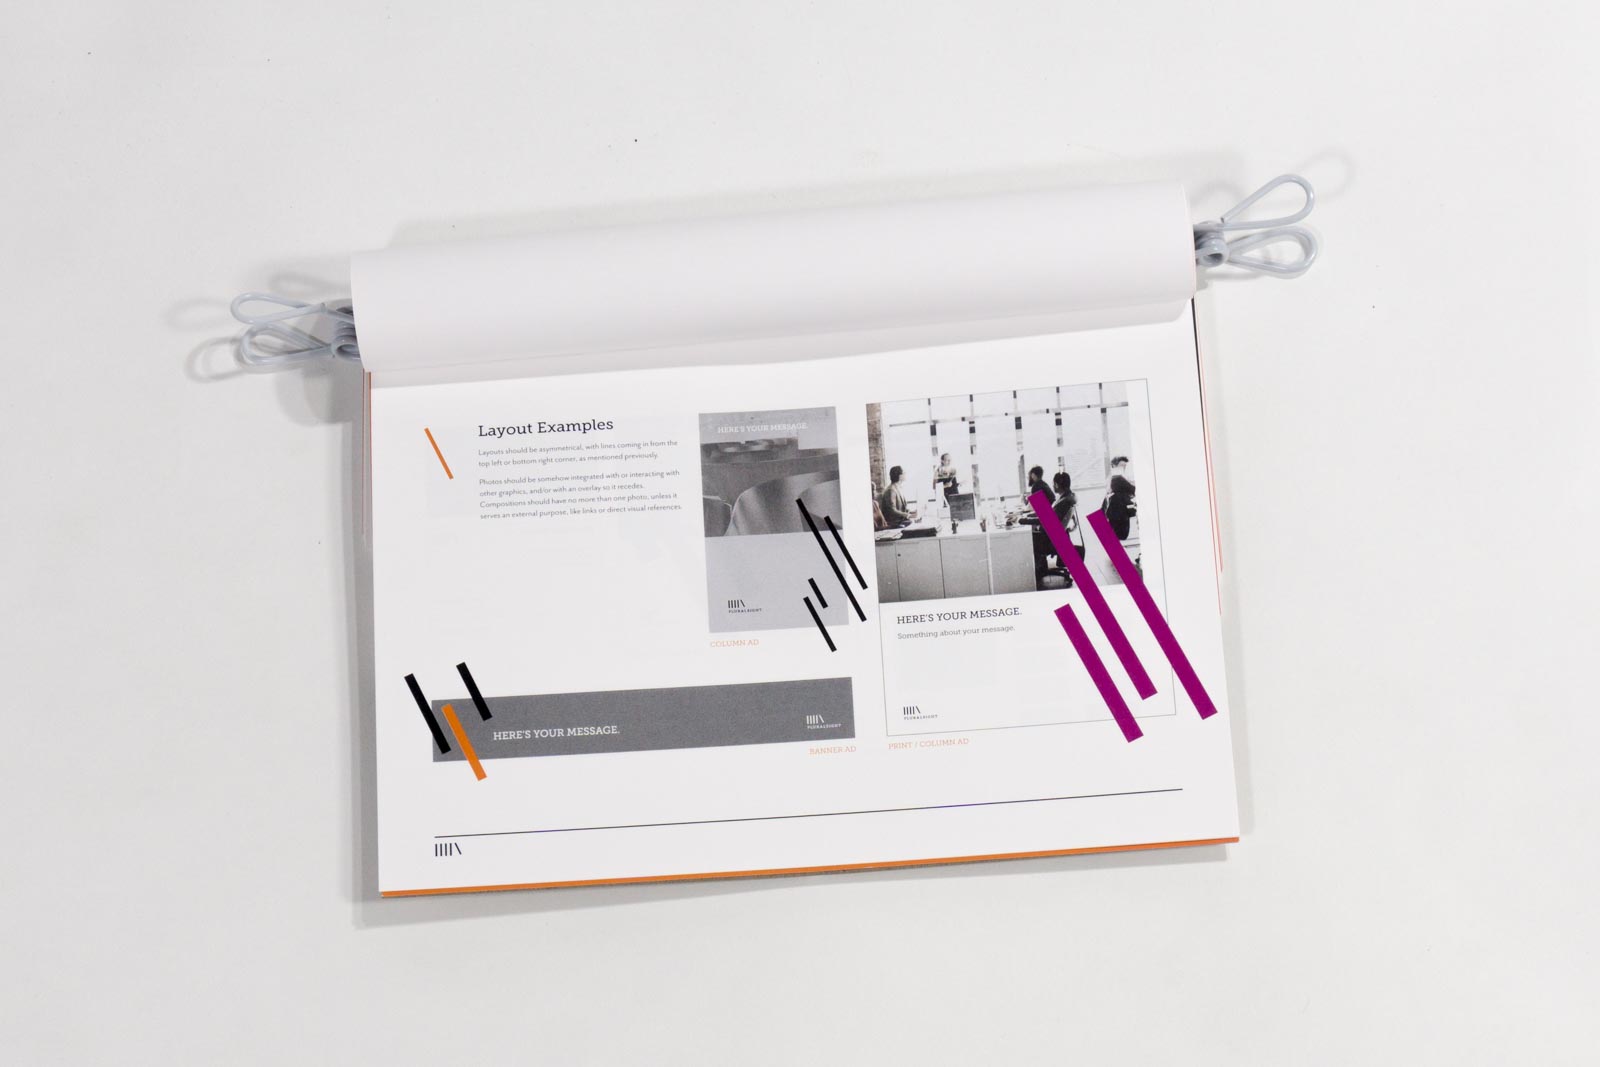 Layout Examples
Layouts should be asymmetrical, with lines coming in from the
top left or bottom right corner, as mentioned previously.
Photos should be somehow integrated with or interacting with
other graphics, and/or with an overlay so it recedes.
Compositions should have no more than one photo, unless it
serves an external purpose, like links or direct visual references.
HERE'S YOUR MESSAGE.
PLURALSIGHT
COLUMN AD
HERE'S YOUR MESSAGE.
Something about your message.
PLURALSIGHT
PRINT / COLUMN AD
HERE'S YOUR MESSAGE.
PLURALSIGHT
BANNER AD